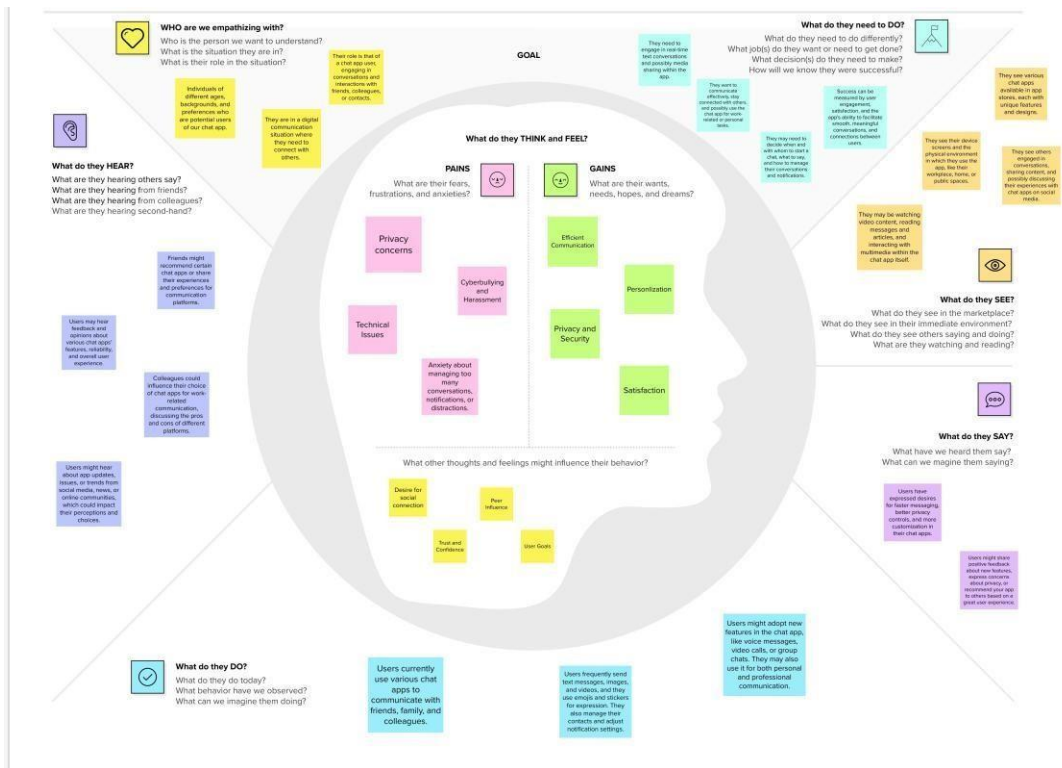 WHO are we empathizing with?
Who is the person we want to understand?
What is the situation they are in?
What is their role in the situation?
Individuals of
different ages,
backgrounds, and
preferences who
are potential users
of our chat app.
They are in a digital
communication
situation where
they need to
connect with
others.
Their role is that of
a chat app user,
engaging in
conversations and
interactions with
friends, colleagues,
or contacts.
GOAL
What do they need to DO?
What do they need to do differently?
What job(s) do they want or need to get done?
What decision(s) do they need to make?
How will we know they were successful?
They need to
engage in real-time
text conversations
and possibly media
sharing within the
app.
They want to
communicate
effectively, stay
connected with others,
and possibly use the
chat app for work-
related or personal
tasks.
They may need to
decide when and
with whom to start a
chat, what to say,
and how to manage
their conversations
and notifications.
Success can be
measured by user
engagement,
satisfaction, and the
app's ability to facilitate
smooth, meaningful
conversations, and
connections between
users.
They see various
chat apps
available in app
stores, each with
unique features
and designs.
They see their device
screens and the
physical environment
in which they use the
app, like their
workplace, home, or
public spaces.
They see others
engaged in
conversations,
sharing content, and
possibly discussing
their experiences with
chat apps on social
media.
They may be watching
video content, reading
messages and
articles, and
interacting with
multimedia within the
chat app itself.
What do they SEE?
What do they see in the marketplace?
What do they see in their immediate environment?
What do they see others saying and doing?
What are they watching and reading?
What do they HEAR?
What are they hearing others say?
What are they hearing from friends?
What are they hearing from colleagues?
What are they hearing second-hand?
Friends might
recommend certain
chat apps or share
their experiences
and preferences for
communication
platforms.
Users may hear
feedback and
opinions about
various chat apps'
features, reliability,
and overall user
experience.
Colleagues could
influence their choice
of chat apps for work-
related
communication,
discussing the pros
and cons of different
platforms.
Users might hear
about app updates,
issues, or trends from
social media, news, or
online communities,
which could impact
their perceptions and
choices.
What do they THINK and FEEL?
PAINS
What are their fears,
frustrations, and anxieties?
Privacy
concerns
Cyberbullying
and
Harassment
Technical
Issues
Anxiety about
managing too
many
conversations,
notifications, or
distractions.
GAINS
What are their wants,
needs, hopes, and dreams?
Efficient
Communication
Personlization
Privacy and
Security
Satisfaction
What other thoughts and feelings might influence their behavior?
Desire for
social
connection
Peer
Influence
Trust and
Confidence
User Goals
What do they SAY?
What have we heard them say?
What can we magine them saying?
Users have
expressed desires
for faster messaging,
better privacy
controls, and more
customization in
their chat apps.
Users might share
positive feedback
about new features,
express concerns
about privacy, or
recommend your app
to others based on a
great user experience.
What do they DO?
What do they do today?
What behavior have we observed?
What can we imagine them doing?
Users currently
use various chat
apps to
communicate with
friends, family, and
colleagues.
Users frequently send
text messages, images,
and videos, and they
use emojis and stickers
for expression. They
also manage their
contacts and adjust
notification settings.
Users might adopt new
features in the chat app,
like voice messages,
video calls, or group
chats. They may also
use it for both personal
and professional
communication.